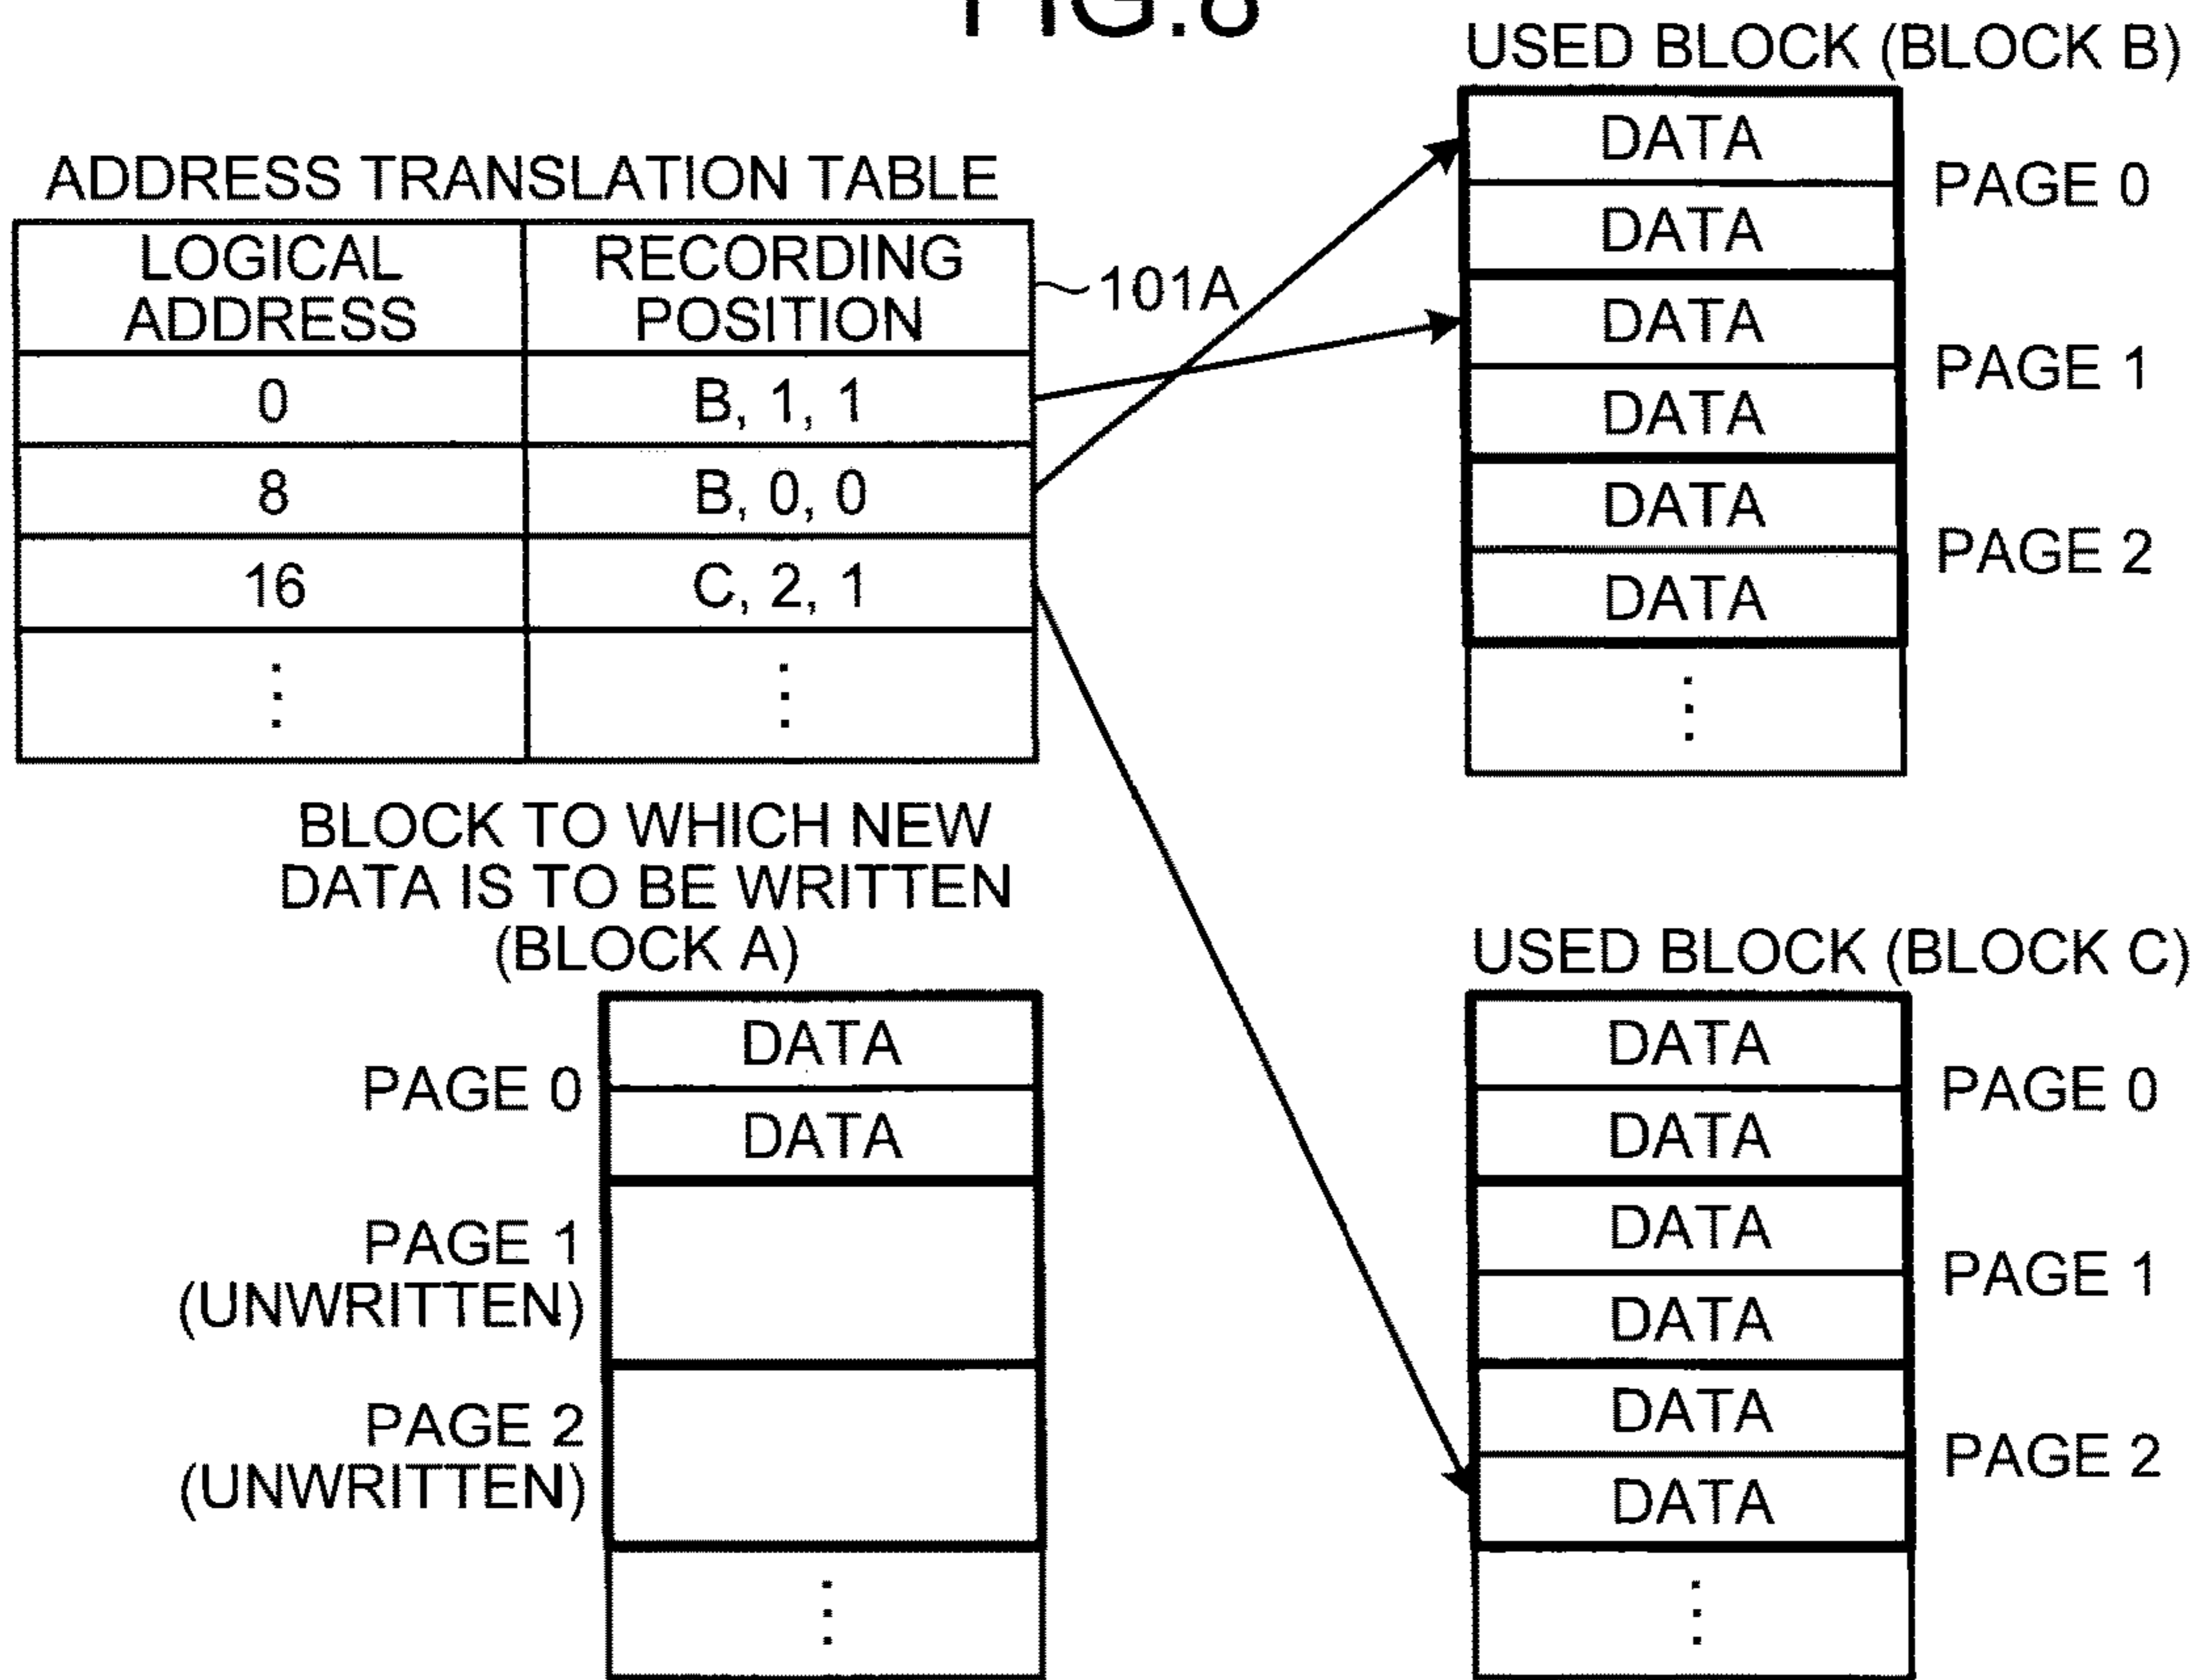 FIG.8
ADDRESS TRANSLATION TABLE
LOGICAL ADDRESS
RECORDING POSITION
101A
0
B, 1, 1
8
B, 0, 0
16
C, 2, 1
⋮
⋮
USED BLOCK (BLOCK B)
DATA
DATA
PAGE 0
DATA
DATA
PAGE 1
DATA
DATA
PAGE 2
⋮
BLOCK TO WHICH NEW
DATA IS TO BE WRITTEN
(BLOCK A)
PAGE 0
DATA
DATA
PAGE 1
(UNWRITTEN)
PAGE 2
(UNWRITTEN)
⋮
USED BLOCK (BLOCK C)
DATA
DATA
PAGE 0
DATA
DATA
PAGE 1
DATA
DATA
PAGE 2
⋮